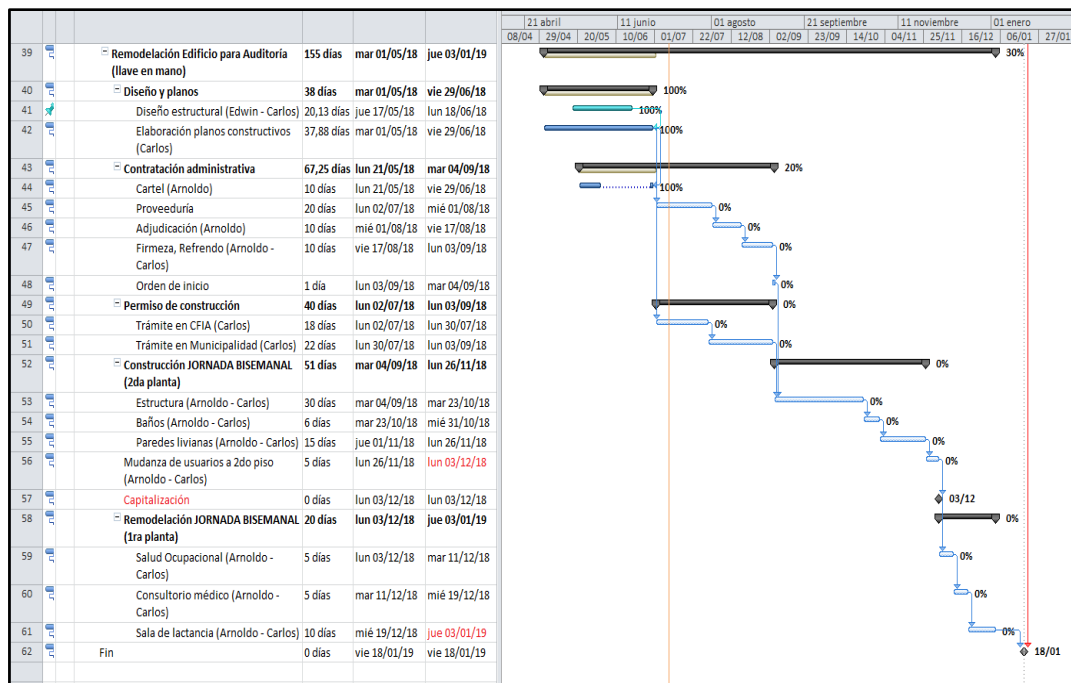 21 abril 11 junio 01 agosto 21 septiembre 11 noviembre 01 enero
08/04 29/04 20/05 10/06 01/07 22/07 12/08 02/09 23/09 14/10 04/11 25/11 16/12 06/01 27/01
39 Remodelación Edificio para Auditoría 155 días mar 01/05/18 jue 03/01/19 30%
(llave en mano)
40 Diseño y planos 38 días mar 01/05/18 vie 29/06/18 100%
41 Diseño estructural (Edwin - Carlos) 20,13 días jue 17/05/18 lun 18/06/18 100%
42 Elaboración planos constructivos 37,88 días mar 01/05/18 vie 29/06/18 100%
(Carlos)
43 Contratación administrativa 67,25 días lun 21/05/18 mar 04/09/18 20%
44 Cartel (Arnoldo) 10 días lun 21/05/18 vie 29/06/18 100%
45 Proveeduría 20 días lun 02/07/18 mié 01/08/18 0%
46 Adjudicación (Arnoldo) 10 días mié 01/08/18 vie 17/08/18 0%
47 Firmeza, Refrendo (Arnoldo - 10 días vie 17/08/18 lun 03/09/18 0%
Carlos)
48 Orden de inicio 1 día lun 03/09/18 mar 04/09/18 0%
49 Permiso de construcción 40 días lun 02/07/18 lun 03/09/18 0%
50 Trámite en CFIA (Carlos) 18 días lun 02/07/18 lun 30/07/18 0%
51 Trámite en Municipalidad (Carlos) 22 días lun 30/07/18 lun 03/09/18 0%
52 Construcción JORNADA BISEMANAL 51 días mar 04/09/18 lun 26/11/18 0%
(2da planta)
53 Estructura (Arnoldo - Carlos) 30 días mar 04/09/18 mar 23/10/18 0%
54 Baños (Arnoldo - Carlos) 6 días mar 23/10/18 mié 31/10/18 0%
55 Paredes livianas (Arnoldo - Carlos) 15 días jue 01/11/18 lun 26/11/18 0%
56 Mudanza de usuarios a 2do piso 5 días lun 26/11/18 lun 03/12/18 0%
(Arnoldo - Carlos)
57 Capitalización 0 días lun 03/12/18 lun 03/12/18 03/12
58 Remodelación JORNADA BISEMANAL 20 días lun 03/12/18 jue 03/01/19 0%
(1ra planta)
59 Salud Ocupacional (Arnoldo - 5 días lun 03/12/18 mar 11/12/18 0%
Carlos)
60 Consultorio médico (Arnoldo - 5 días mar 11/12/18 mié 19/12/18 0%
Carlos)
61 Sala de lactancia (Arnoldo - Carlos) 10 días mié 19/12/18 jue 03/01/19 0%
62 Fin 0 días vie 18/01/19 vie 18/01/19 18/01